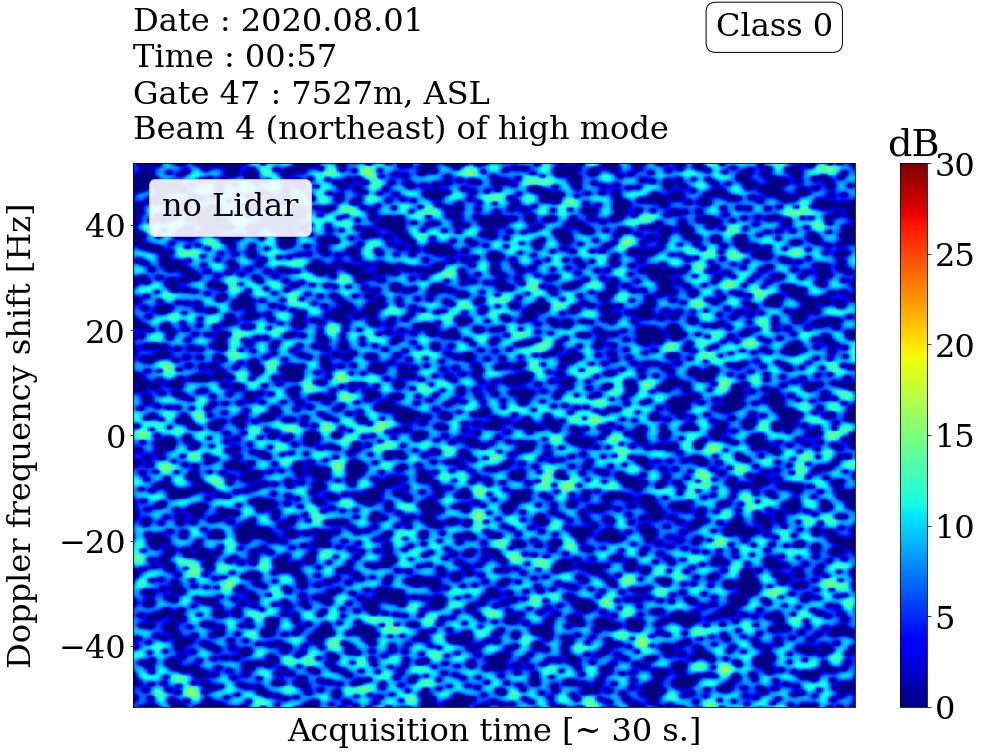 Date : 2020.08.01
Time : 00:57
Gate 47 : 7527m, ASL
Beam 4 (northeast) of high mode
Class 0
dB
no Lidar
Doppler frequency shift [Hz]
40
20
0
−20
−40
30
25
20
15
10
5
0
Acquisition time [~ 30 s.]